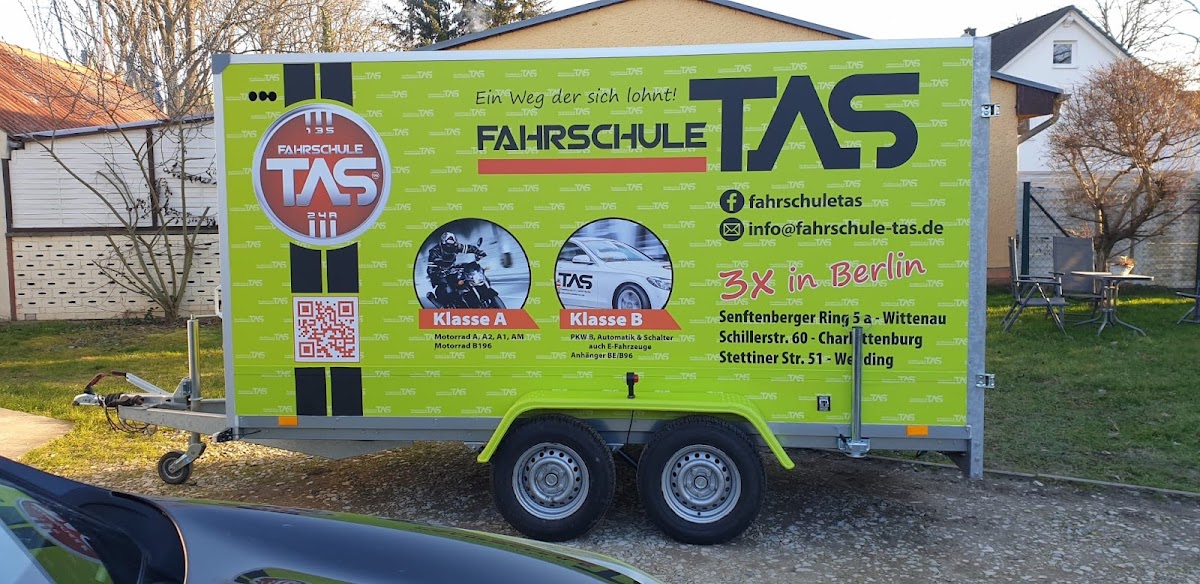 Ein Weg der sich lohnt!
FAHRSCHULE TAS
135
FAHRSCHULE
TAS
24R
fahrschuletas
info@fahrschule-tas.de
3X in Berlin
Senftenberger Ring 5 a - Wittenau
Schillerstr. 60 - Charlottenburg
Stettiner Str. 51 - Wedding
TAS
Klasse A
Motorrad A, A2, A1, AM
Motorrad B196
Klasse B
PKW B, Automatik & Schalter
auch E-Fahrzeuge
Anhänger BE/B96